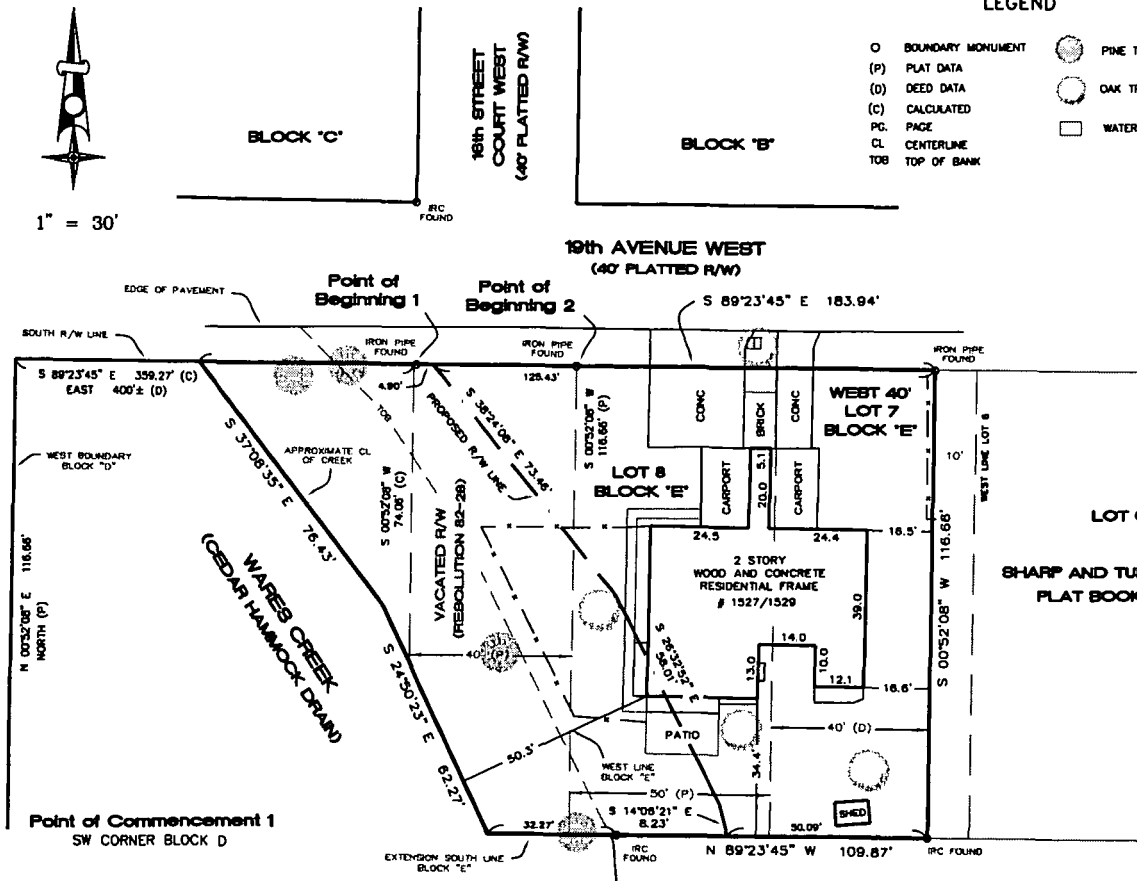 LEGEND
O BOUNDARY MONUMENT
(P) PLAT DATA
(D) DEED DATA
(C) CALCULATED
PG. PAGE
CL CENTERLINE
TOB TOP OF BANK
PINE T
OAK T
WATER
1" = 30'
BLOCK "C"
16th STREET
COURT WEST
(40' PLATTED R/W)
BLOCK "B"
IRC
FOUND
19th AVENUE WEST
(40' PLATTED R/W)
EDGE OF PAVEMENT
Point of
Beginning 1
Point of
Beginning 2
S 89°23'45" E 183.94'
SOUTH R/W LINE
IRON PIPE
FOUND
IRON PIPE
FOUND
IRON PIPE
FOUND
S 89°23'45" E 359.27' (C)
EAST 400'± (D)
4.90'
125.43'
TOB
PROPOSED R/W LINE
S 38°24'08" E 73.46'
S 00°52'08" W
116.66' (P)
CONC
BRICK
CONC
WEST 40'
LOT 7
BLOCK "E"
WEST BOUNDARY
BLOCK "D"
S 37°08'35" E 76.43'
APPROXIMATE CL
OF CREEK
S 00°52'08" W
74.06' (C)
VACATED R/W
(RESOLUTION 82-28)
LOT 8
BLOCK "E"
CARPORT
20.0
5.1
CARPORT
10'
WEST LINE LOT 6
24.5
24.4
16.5'
S 00°52'08" W 116.66'
LOT
2 STORY
WOOD AND CONCRETE
RESIDENTIAL FRAME
# 1527/1529
39.0
SHARP AND TU
PLAT BOOK
N 00°52'08" E 116.66'
NORTH (P)
WARES CREEK
(CEDAR HAMMOCK DRAIN)
40' (P)
S 26°32'52" E
58.01'
14.0
13.0
10.0
12.1
16.6'
S 24°50'23" E 62.27'
50.3'
PATIO
40' (D)
WEST LINE
BLOCK "E"
34.4'
50' (P)
S 14°08'21" E
8.23'
SHED
Point of Commencement 1
SW CORNER BLOCK D
32.27'
50.09'
EXTENSION SOUTH LINE
BLOCK "E"
IRC
FOUND
N 89°23'45" W 109.87'
IRC FOUND